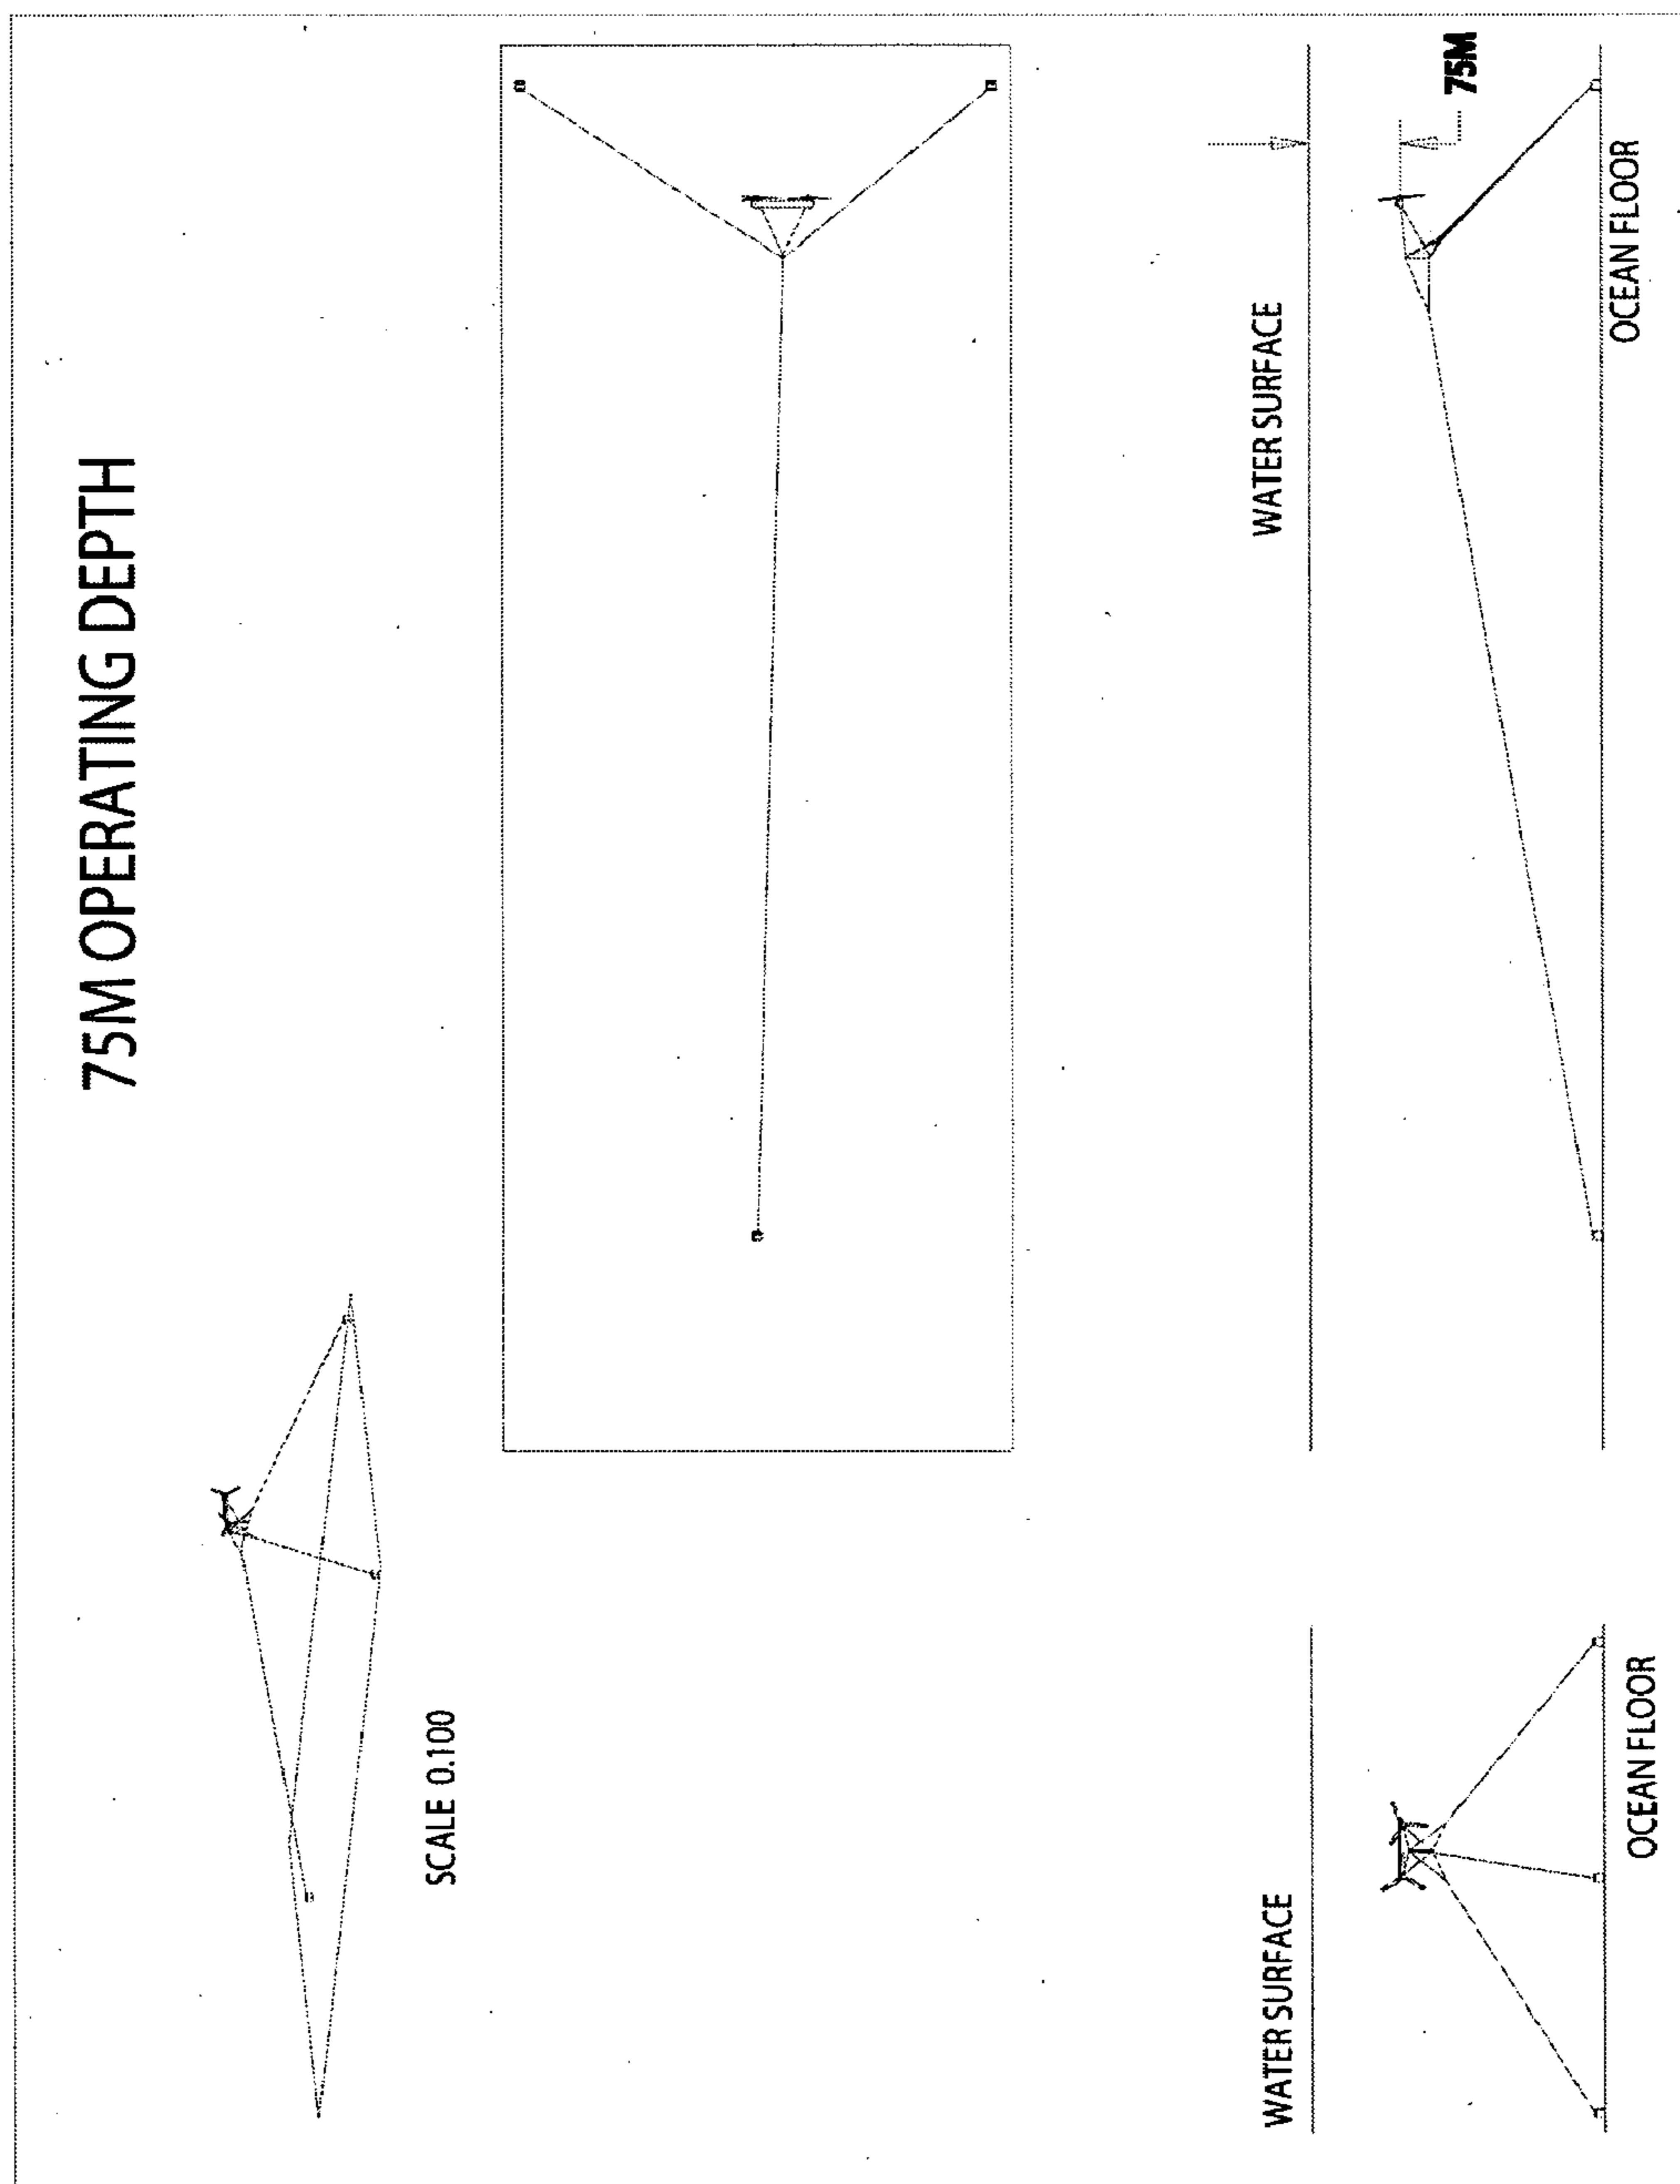 75M OPERATING DEPTH
SCALE 0.100
WATER SURFACE
75M
OCEAN FLOOR
WATER SURFACE
OCEAN FLOOR